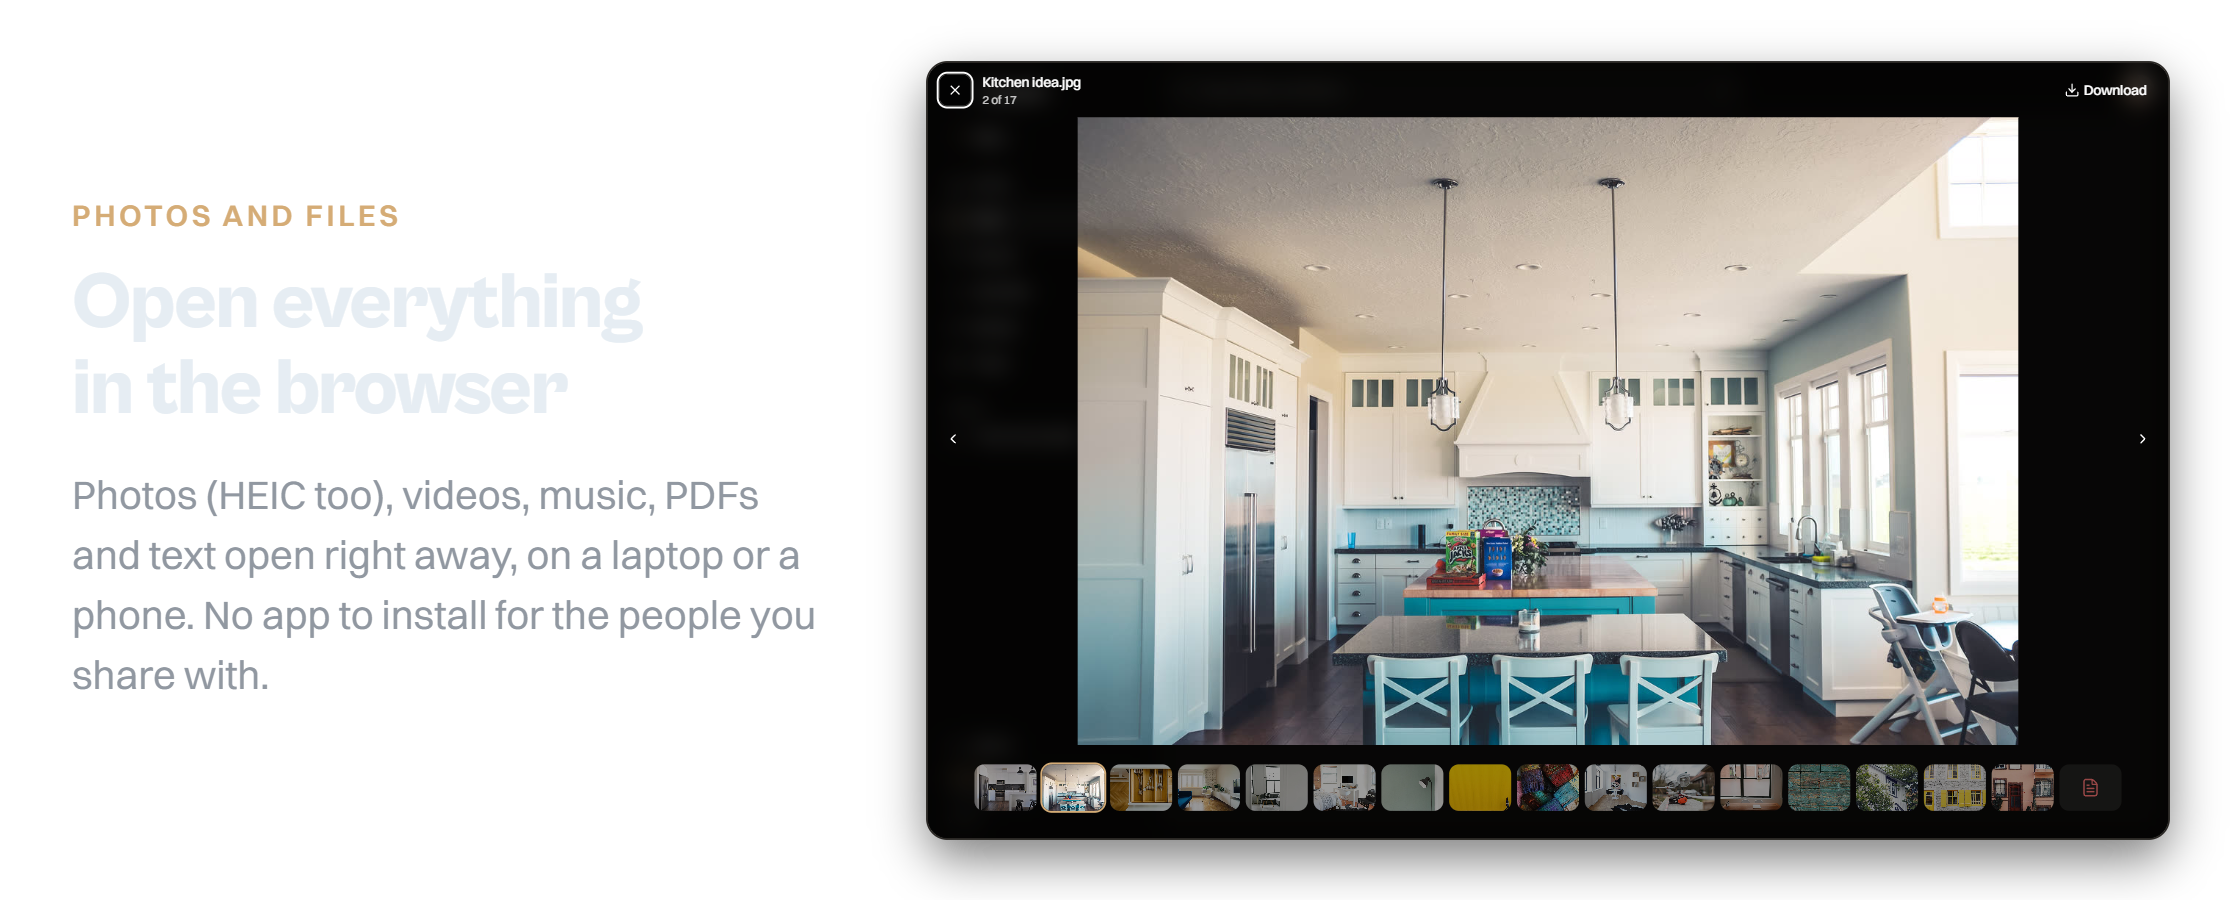 PHOTOS AND FILES
Open everything
in the browser
Photos (HEIC too), videos, music, PDFs
and text open right away, on a laptop or a
phone. No app to install for the people you
share with.
Kitchen idea.jpg
2 of 17
Download